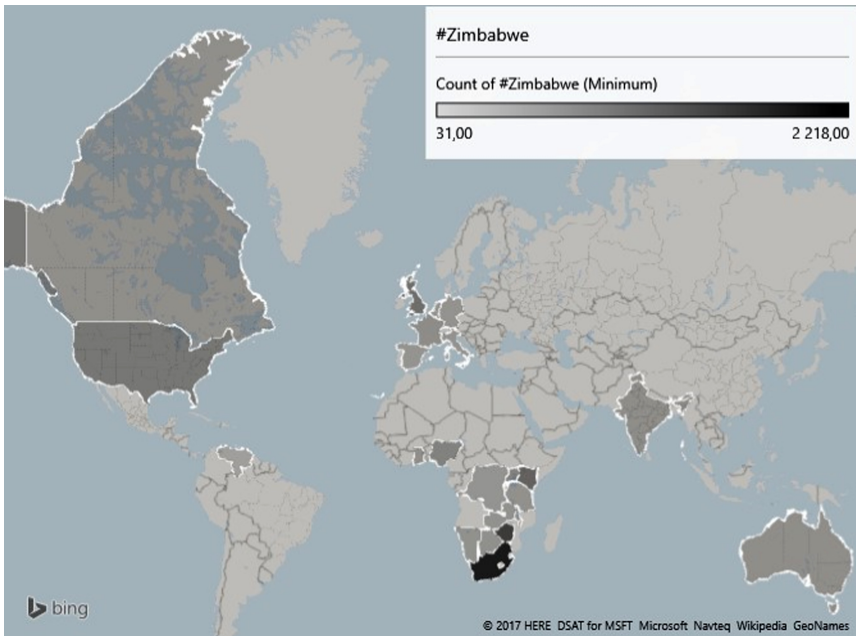 #Zimbabwe
Count of #Zimbabwe (Minimum)
31,00 2 218,00
bing
© 2017 HERE DSAT for MSFT Microsoft Navteq Wikipedia GeoNames